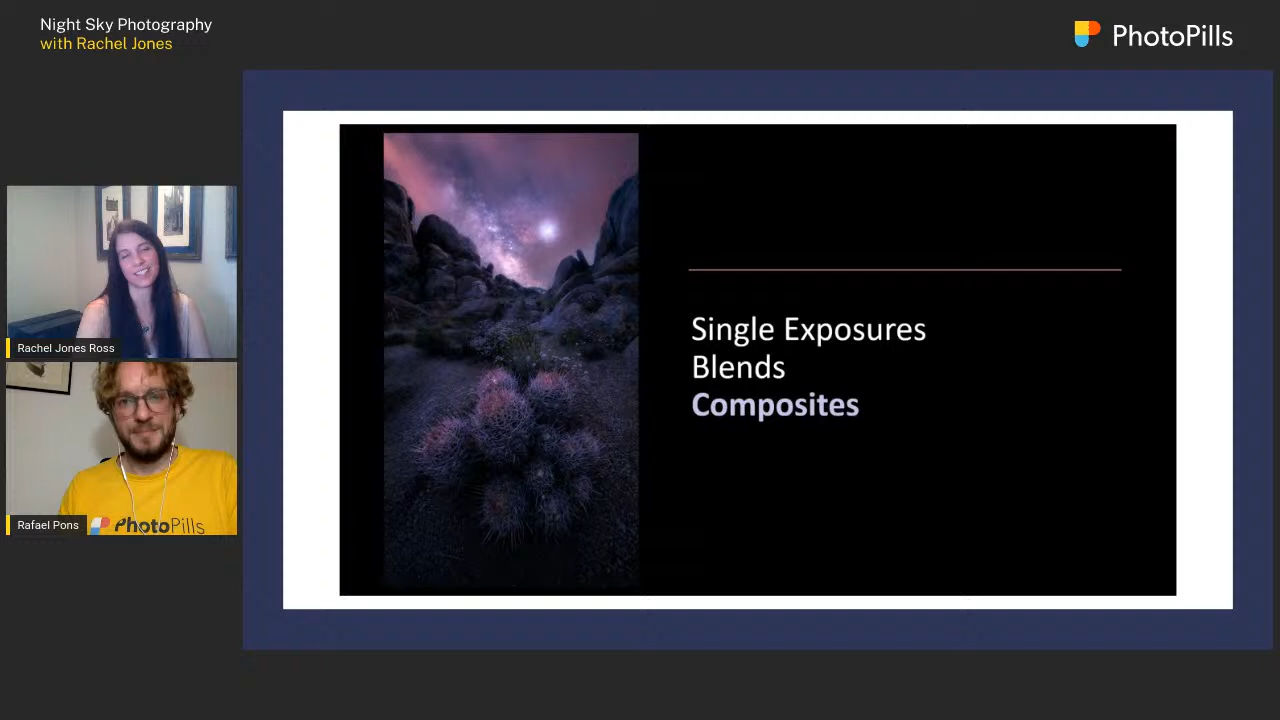 Night Sky Photography
with Rachel Jones
PhotoPills
Rachel Jones Ross
Rafael Pons
PhotoPills
Single Exposures
Blends
Composites